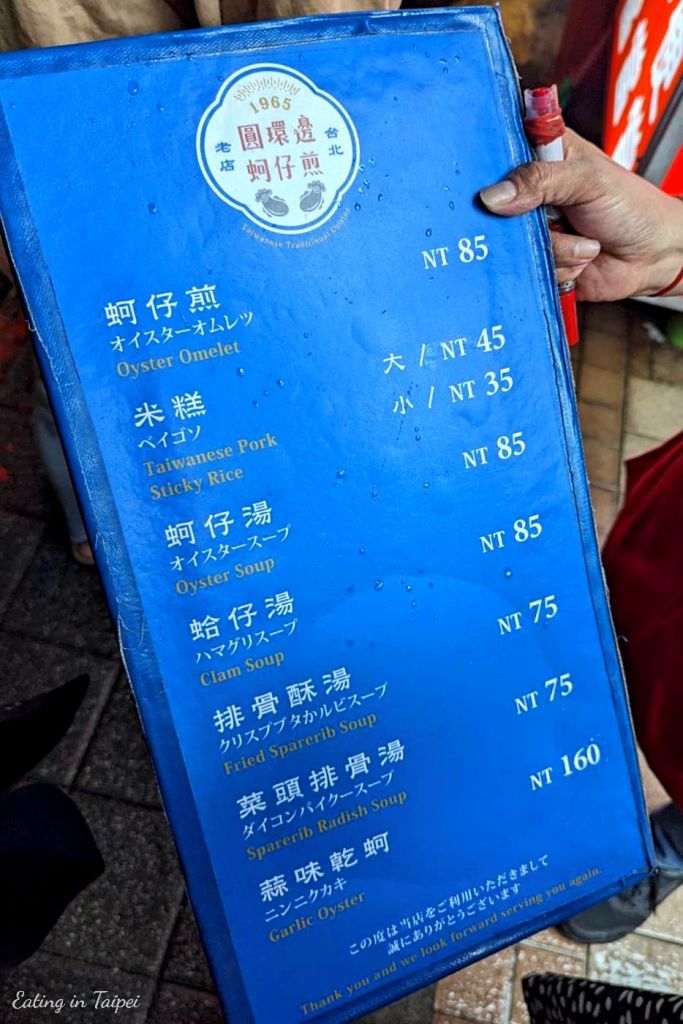 1965
圓環邊
蚵仔煎
老店
台北
Taiwanese Traditional Cuisine
蚵仔煎 NT 85
オイスターオムレツ
Oyster Omelet
米糕 大 / NT 45
ベイゴソ 小 / NT 35
Taiwanese Pork
Sticky Rice
蚵仔湯 NT 85
オイスタースープ
Oyster Soup
蛤仔湯 NT 85
ハマグリスープ
Clam Soup
排骨酥湯 NT 75
クリスプブタかルビスープ
Fried Sparerib Soup
菜頭排骨湯 NT 75
ダイコンパイクースープ
Sparerib Radish Soup
蒜味乾蚵 NT 160
ニンニクカキ
Garlic Oyster
この度は当店をご利用いただきまして
誠にありがとうございます
Thank you and we look forward serving you again.
Eating in Taipei